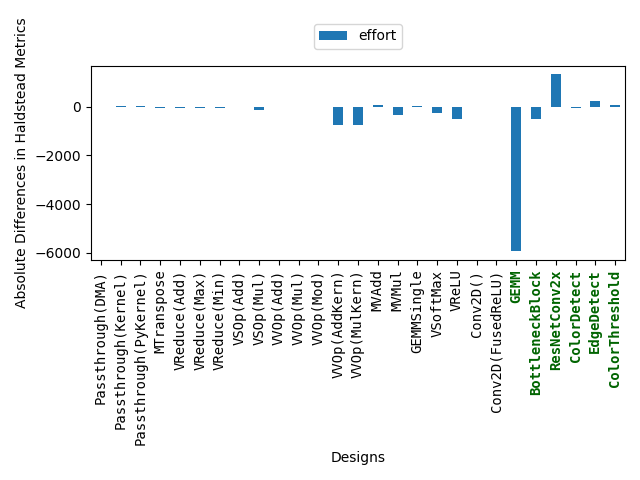 effort
Absolute Differences in Haldstead Metrics
0
−2000
−4000
−6000
Passthrough(DMA)
Passthrough(Kernel)
Passthrough(PyKernel)
MTranspose
VReduce(Add)
VReduce(Max)
VReduce(Min)
VSOp(Add)
VSOp(Mul)
VVOp(Add)
VVOp(Mul)
VVOp(Mod)
VVOp(AddKern)
VVOp(MulKern)
MVAdd
MVMul
GEMMSingle
VSoftMax
VReLU
Conv2D()
Conv2D(FusedReLU)
GEMM
BottleneckBlock
ResNetConv2x
ColorDetect
EdgeDetect
ColorThreshold
Designs